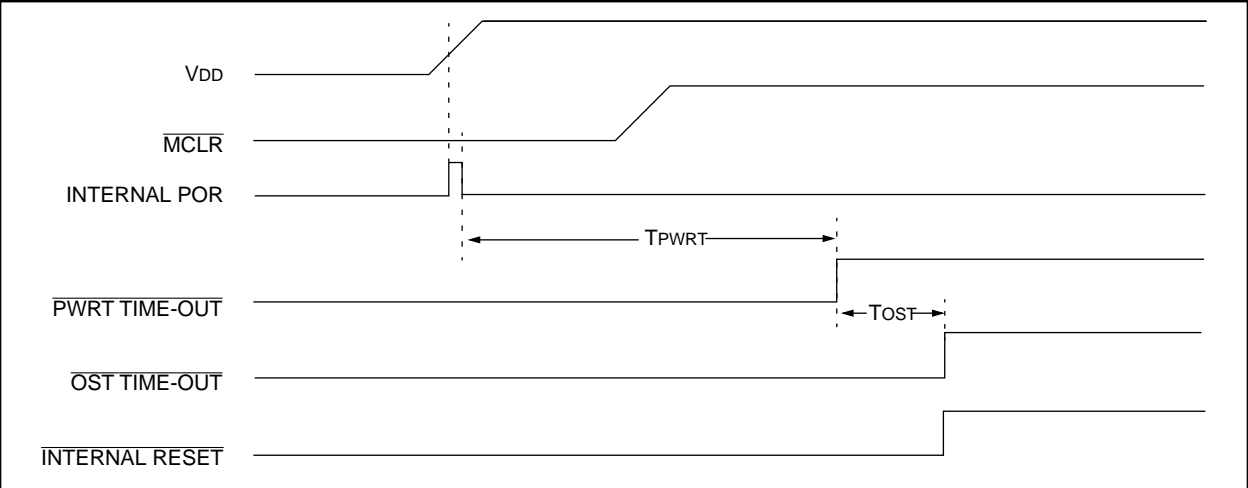 VDD
MCLR
INTERNAL POR
TPWRT
PWRT TIME-OUT
TOST
OST TIME-OUT
INTERNAL RESET